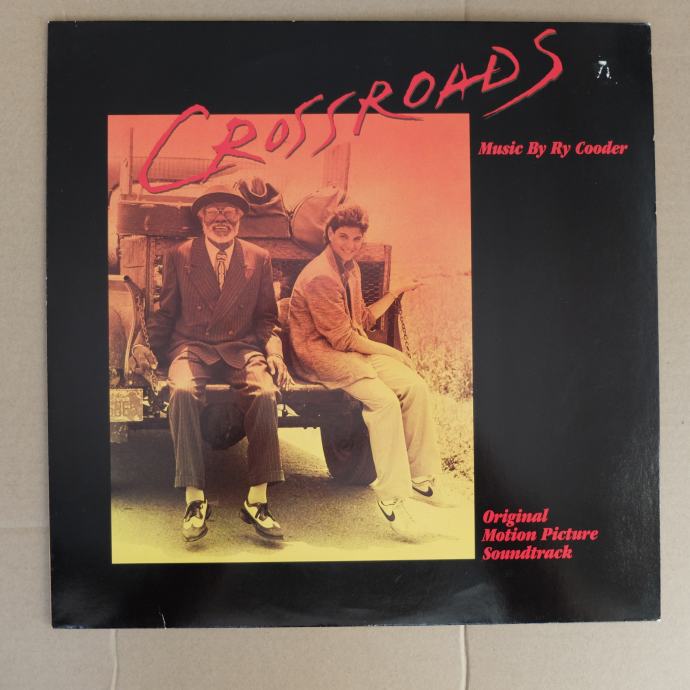 CROSSROADS
Music By Ry Cooder
Original
Motion Picture
Soundtrack